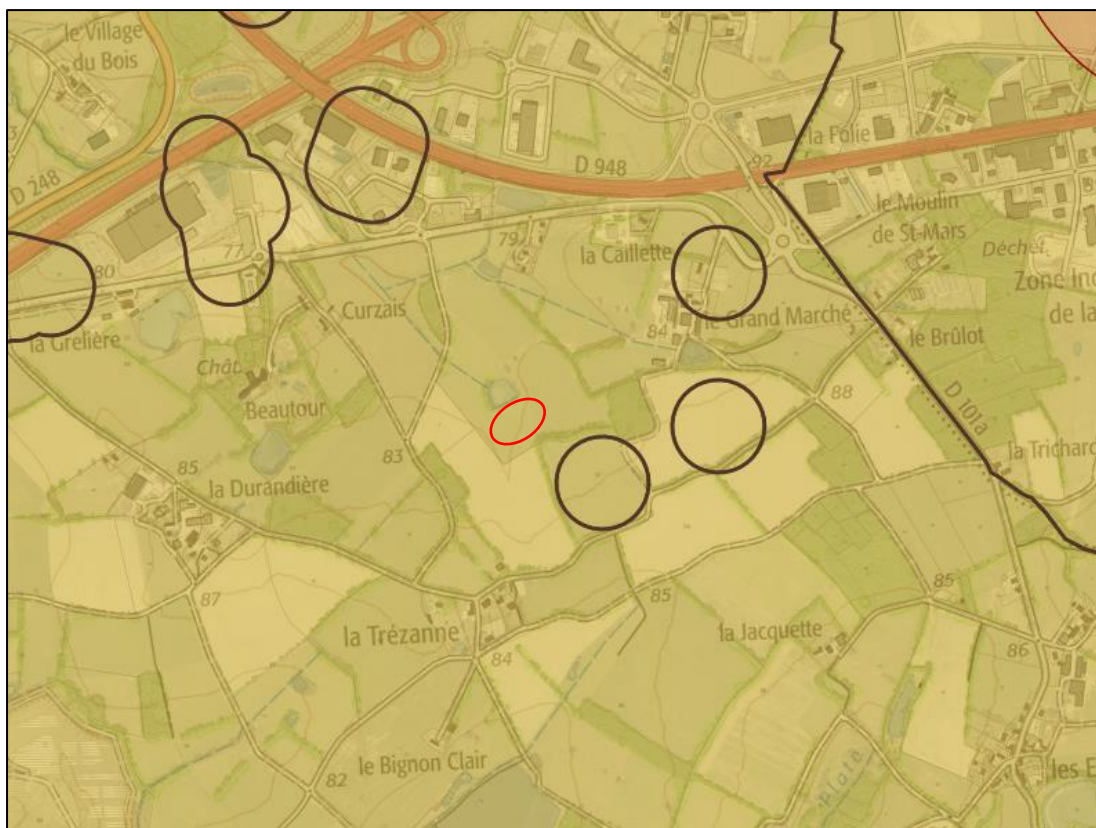 le Village
du Bois
D 248
D 948
la Folie
92
le Moulin
de St-Mars
Déchet.
la Caillette
79
77
80
Zone Ind
de la
Curzais
la Grelière
84
le Grand Marché
le Brûlot
Chât.
Beautour
88
D 101a
83
85
la Durandière
la Trichard
87
85
85
la Trézanne
la Jacquette
86
84
le Bignon Clair
82
Plate
les E